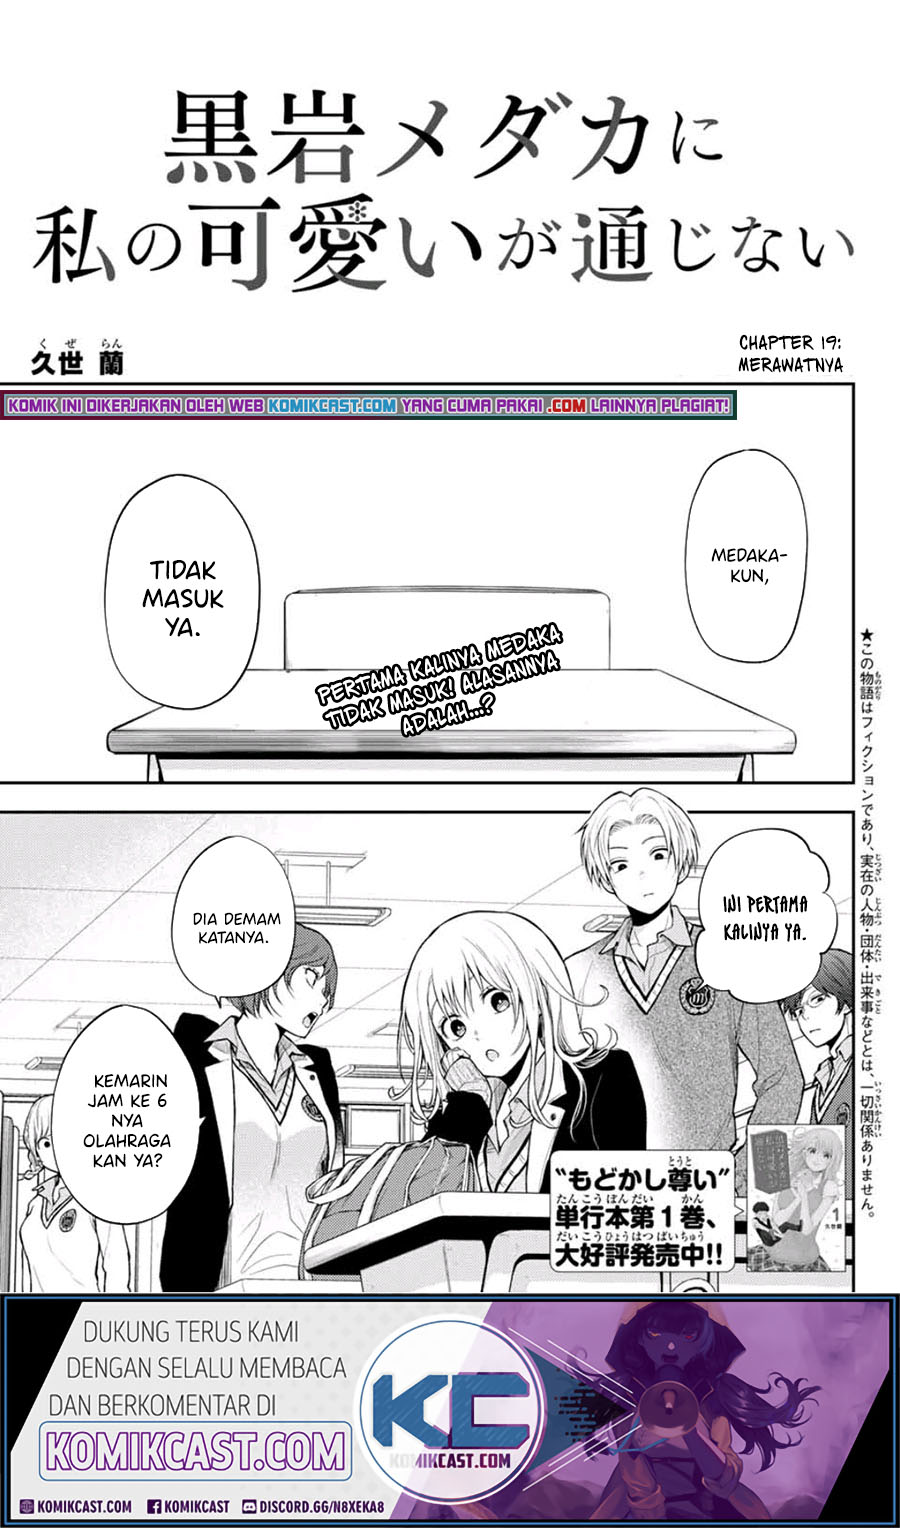 黒岩メダカに
私の可愛いが通じない
くぜ らん
久世 蘭
CHAPTER 19:
MERAWATNYA
KOMIK INI DIKERJAKAN OLEH WEB KOMIKCAST.COM YANG CUMA PAKAI .COM LAINNYA PLAGIAT!
MEDAKA-
KUN,
TIDAK
MASUK
YA.
PERTAMA KALINYA MEDAKA
TIDAK MASUK! ALASANNYA
ADALAH...?
★この物語はフィクションであり、実在の人物・団体・出来事などとは、一切関係ありません。
INI PERTAMA
KALINYA YA.
DIA DEMAM
KATANYA.
KEMARIN
JAM KE 6
NYA
OLAHRAGA
KAN YA?
“もどかし尊い”
単行本第1巻、
大好評発売中!!
1
久世蘭
DUKUNG TERUS KAMI
DENGAN SELALU MEMBACA
DAN BERKOMENTAR DI
KOMIKCAST.COM
KC
KOMIKCAST.COM
KOMIKCAST.COM
KOMIKCAST
DISCORD.GG/N8XEKA8